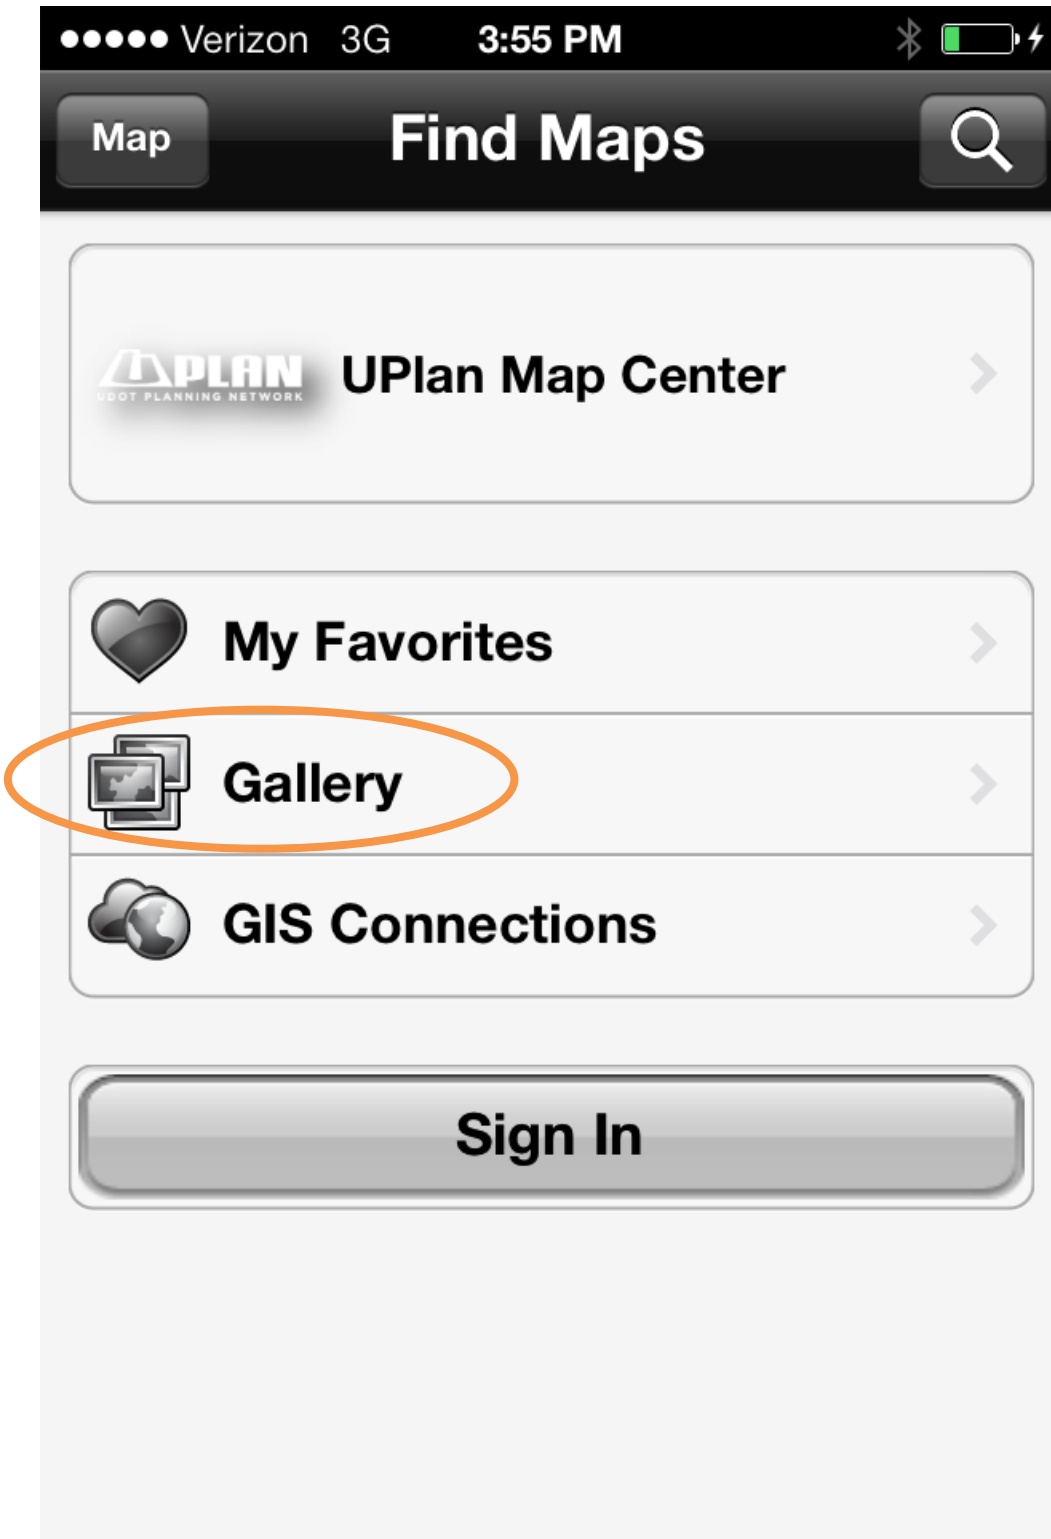 Verizon 3G 3:55 PM
Map Find Maps
UPLAN
UDOT PLANNING NETWORK
UPlan Map Center
My Favorites
Gallery
GIS Connections
Sign In